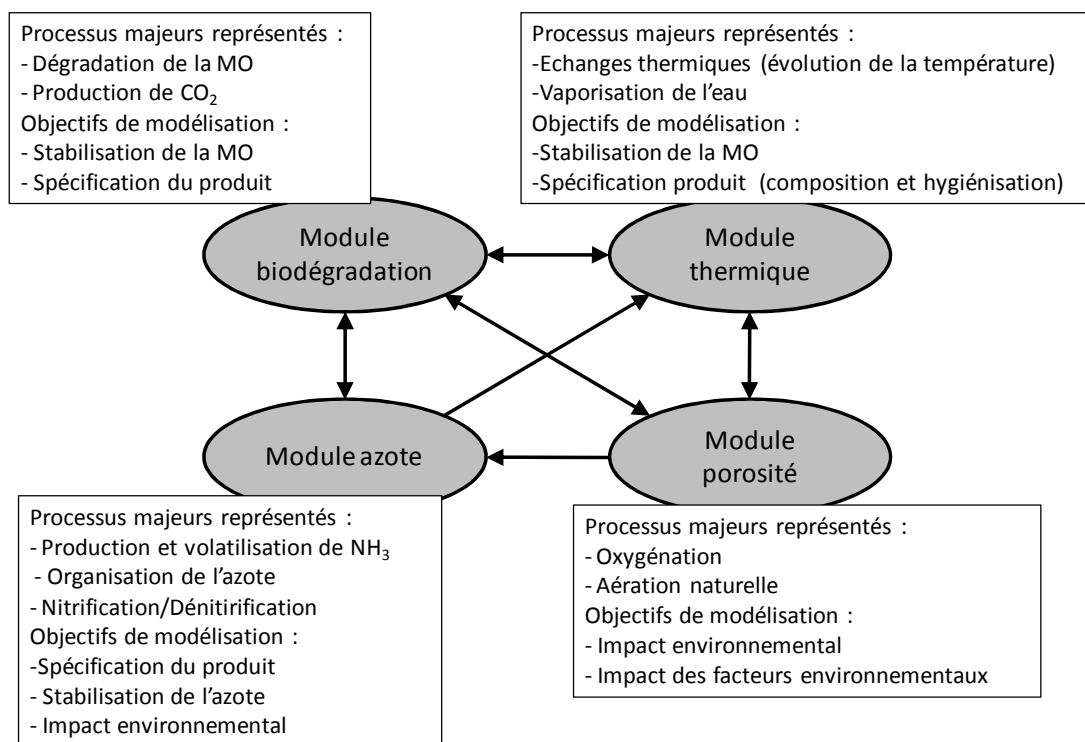 Processus majeurs représentés :
- Dégradation de la MO
- Production de CO₂
Objectifs de modélisation :
- Stabilisation de la MO
- Spécification du produit
Processus majeurs représentés :
-Echanges thermiques (évolution de la température)
-Vaporisation de l’eau
Objectifs de modélisation :
-Stabilisation de la MO
-Spécification produit (composition et hygiénisation)
Module
biodégradation
Module
thermique
Module azote
Module
porosité
Processus majeurs représentés :
- Production et volatilisation de NH₃
- Organisation de l’azote
- Nitrification/Dénitirification
Objectifs de modélisation :
-Spécification du produit
- Stabilisation de l’azote
- Impact environnemental
Processus majeurs représentés :
- Oxygénation
- Aération naturelle
Objectifs de modélisation :
- Impact environnemental
- Impact des facteurs environnementaux